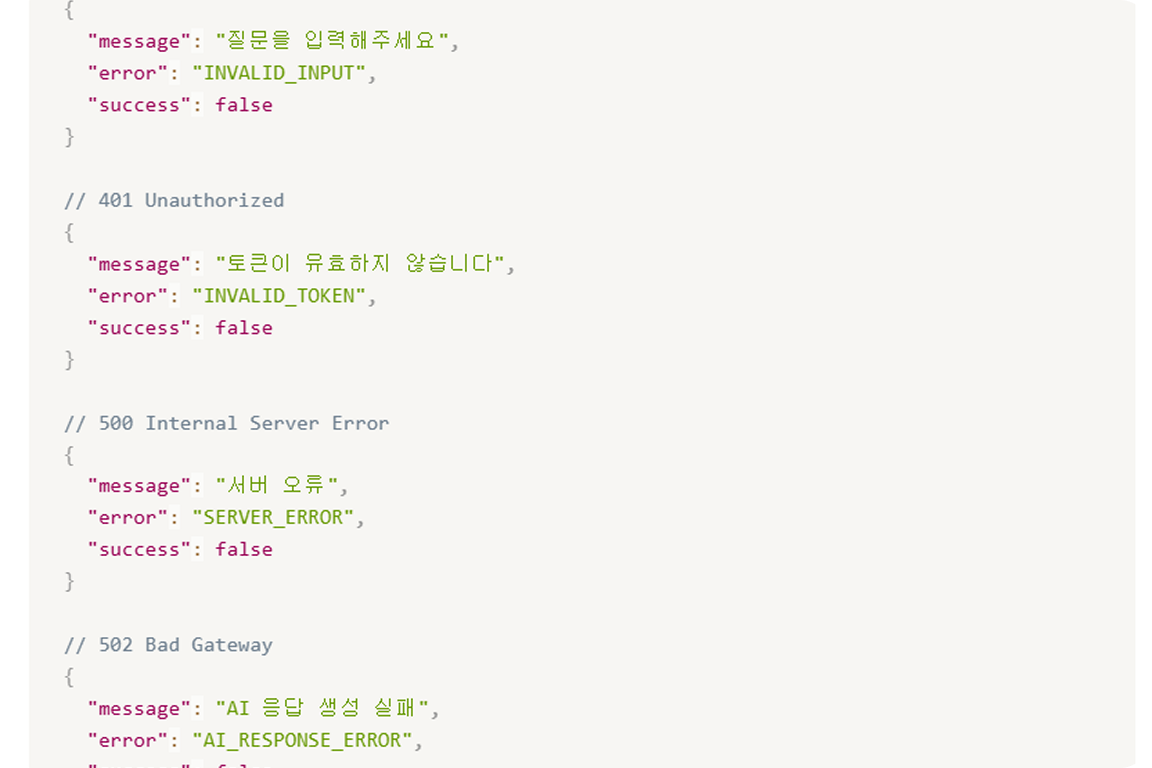 {
"message": "질문을 입력해주세요",
"error": "INVALID_INPUT",
"success": false
}
// 401 Unauthorized
{
"message": "토큰이 유효하지 않습니다",
"error": "INVALID_TOKEN",
"success": false
}
// 500 Internal Server Error
{
"message": "서버 오류",
"error": "SERVER_ERROR",
"success": false
}
// 502 Bad Gateway
{
"message": "AI 응답 생성 실패",
"error": "AI_RESPONSE_ERROR",